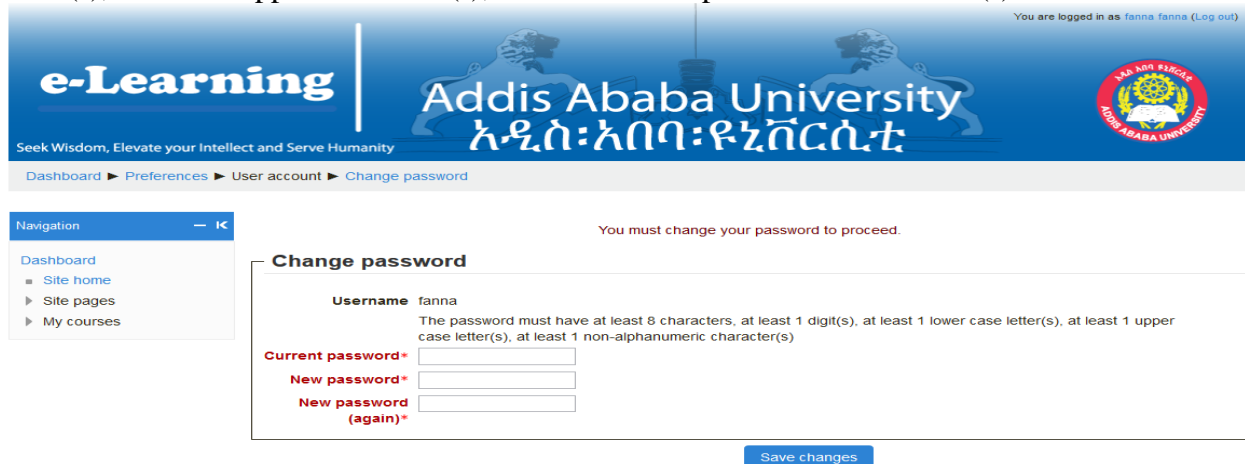 You are logged in as fanna fanna (Log out)
e-Learning
Addis Ababa University
አዲስ፡አበባ፡ዩኒቨርሲቲ
Seek Wisdom, Elevate your Intellect and Serve Humanity
ADDIS ABABA UNIVERSITY
Dashboard ► Preferences ► User account ► Change password
Navigation
You must change your password to proceed.
Dashboard
Site home
Site pages
My courses
Change password
Username fanna
The password must have at least 8 characters, at least 1 digit(s), at least 1 lower case letter(s), at least 1 upper
case letter(s), at least 1 non-alphanumeric character(s)
Current password*
New password*
New password
(again)*
Save changes